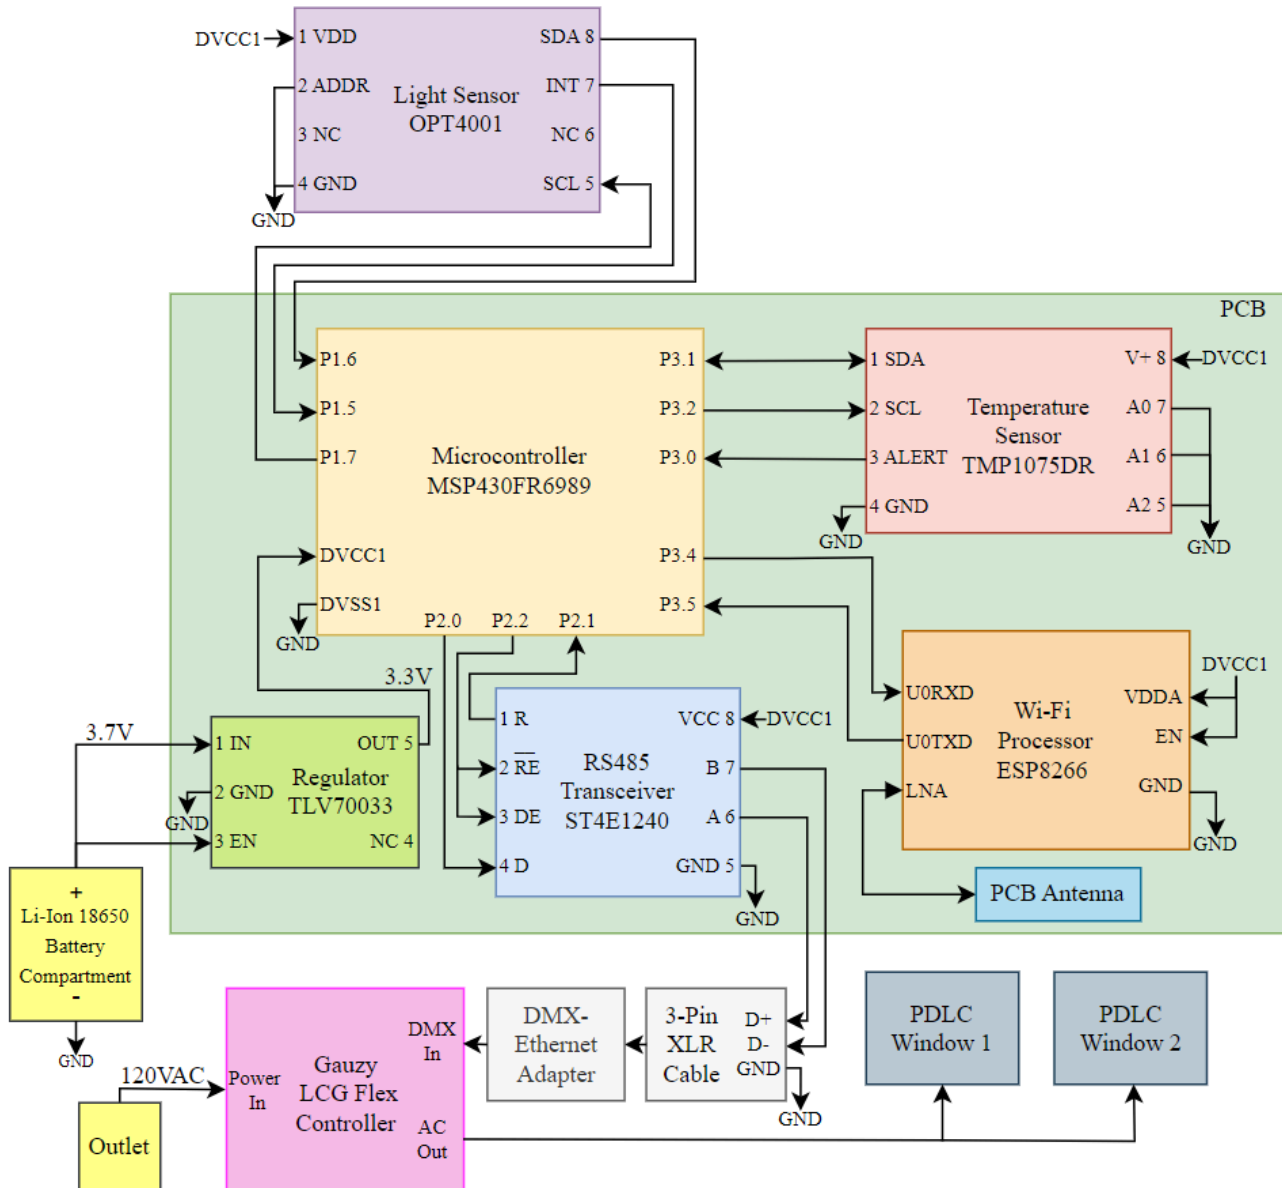 DVCC1
1 VDD
SDA 8
2 ADDR
INT 7
Light Sensor
OPT4001
3 NC
NC 6
4 GND
SCL 5
GND
PCB
P1.6
P3.1
1 SDA
V+ 8
DVCC1
P1.5
P3.2
2 SCL
A0 7
Temperature
Sensor
TMP1075DR
P1.7
P3.0
3 ALERT
A1 6
Microcontroller
MSP430FR6989
4 GND
A2 5
GND
GND
DVCC1
P3.4
DVSS1
P3.5
GND
P2.0
P2.2
P2.1
3.3V
DVCC1
U0RXD
VDDA
Wi-Fi
Processor
ESP8266
U0TXD
EN
LNA
GND
GND
PCB Antenna
3.7V
1 IN
OUT 5
Regulator
TLV70033
2 GND
GND
3 EN
NC 4
1 R
VCC 8
DVCC1
2 RE
B 7
RS485
Transceiver
ST4E1240
3 DE
A 6
4 D
GND 5
GND
+
Li-Ion 18650
Battery
Compartment
-
GND
DMX
In
DMX-
Ethernet
Adapter
3-Pin
XLR
Cable
D+
D-
GND
GND
PDLC
Window 1
PDLC
Window 2
120VAC
Power
In
Gauzy
LCG Flex
Controller
AC
Out
Outlet